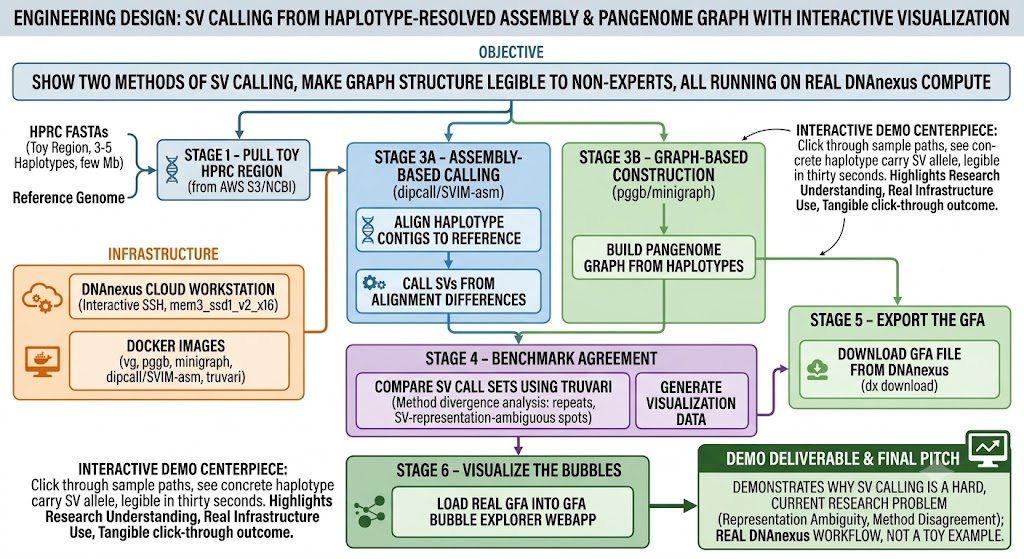 ENGINEERING DESIGN: SV CALLING FROM HAPLOTYPE-RESOLVED ASSEMBLY & PANGENOME GRAPH WITH INTERACTIVE VISUALIZATION
OBJECTIVE
SHOW TWO METHODS OF SV CALLING, MAKE GRAPH STRUCTURE LEGIBLE TO NON-EXPERTS, ALL RUNNING ON REAL DNAnexus COMPUTE
HPRC FASTAs
(Toy Region, 3-5
Haplotypes, few Mb)
Reference Genome
STAGE 1 – PULL TOY
HPRC REGION
(from AWS S3/NCBI)
STAGE 3A – ASSEMBLY-
BASED CALLING
(dipcall/SVIM-asm)
ALIGN HAPLOTYPE
CONTIGS TO REFERENCE
CALL SVs FROM
ALIGNMENT DIFFERENCES
STAGE 3B – GRAPH-BASED
CONSTRUCTION
(pggb/minigraph)
BUILD PANGENOME
GRAPH FROM HAPLOTYPES
INTERACTIVE DEMO CENTERPIECE:
Click through sample paths, see con-
crete haplotype carry SV allele, legible
in thirty seconds. Highlights Research
Understanding, Real Infrastructure
Use, Tangible click-through outcome.
INFRASTRUCTURE
DNAnexus CLOUD WORKSTATION
(Interactive SSH, mem3_ssd1_v2_x16)
DOCKER IMAGES
(vg, pggb, minigraph,
dipcall/SVIM-asm, truvari)
STAGE 4 – BENCHMARK AGREEMENT
COMPARE SV CALL SETS USING TRUVARI
(Method divergence analysis: repeats,
SV-representation-ambiguous spots)
GENERATE
VISUALIZATION
DATA
STAGE 5 – EXPORT THE GFA
DOWNLOAD GFA FILE
FROM DNAnexus
(dx download)
INTERACTIVE DEMO CENTERPIECE:
Click through sample paths, see concrete haplotype
carry SV allele, legible in thirty seconds. Highlights
Research Understanding, Real Infrastructure
Use, Tangible click-through outcome.
STAGE 6 – VISUALIZE THE BUBBLES
LOAD REAL GFA INTO GFA
BUBBLE EXPLORER WEBAPP
DEMO DELIVERABLE & FINAL PITCH
DEMONSTRATES WHY SV CALLING IS A HARD,
CURRENT RESEARCH PROBLEM
(Representation Ambiguity, Method Disagreement);
REAL DNAnexus WORKFLOW, NOT A TOY EXAMPLE.